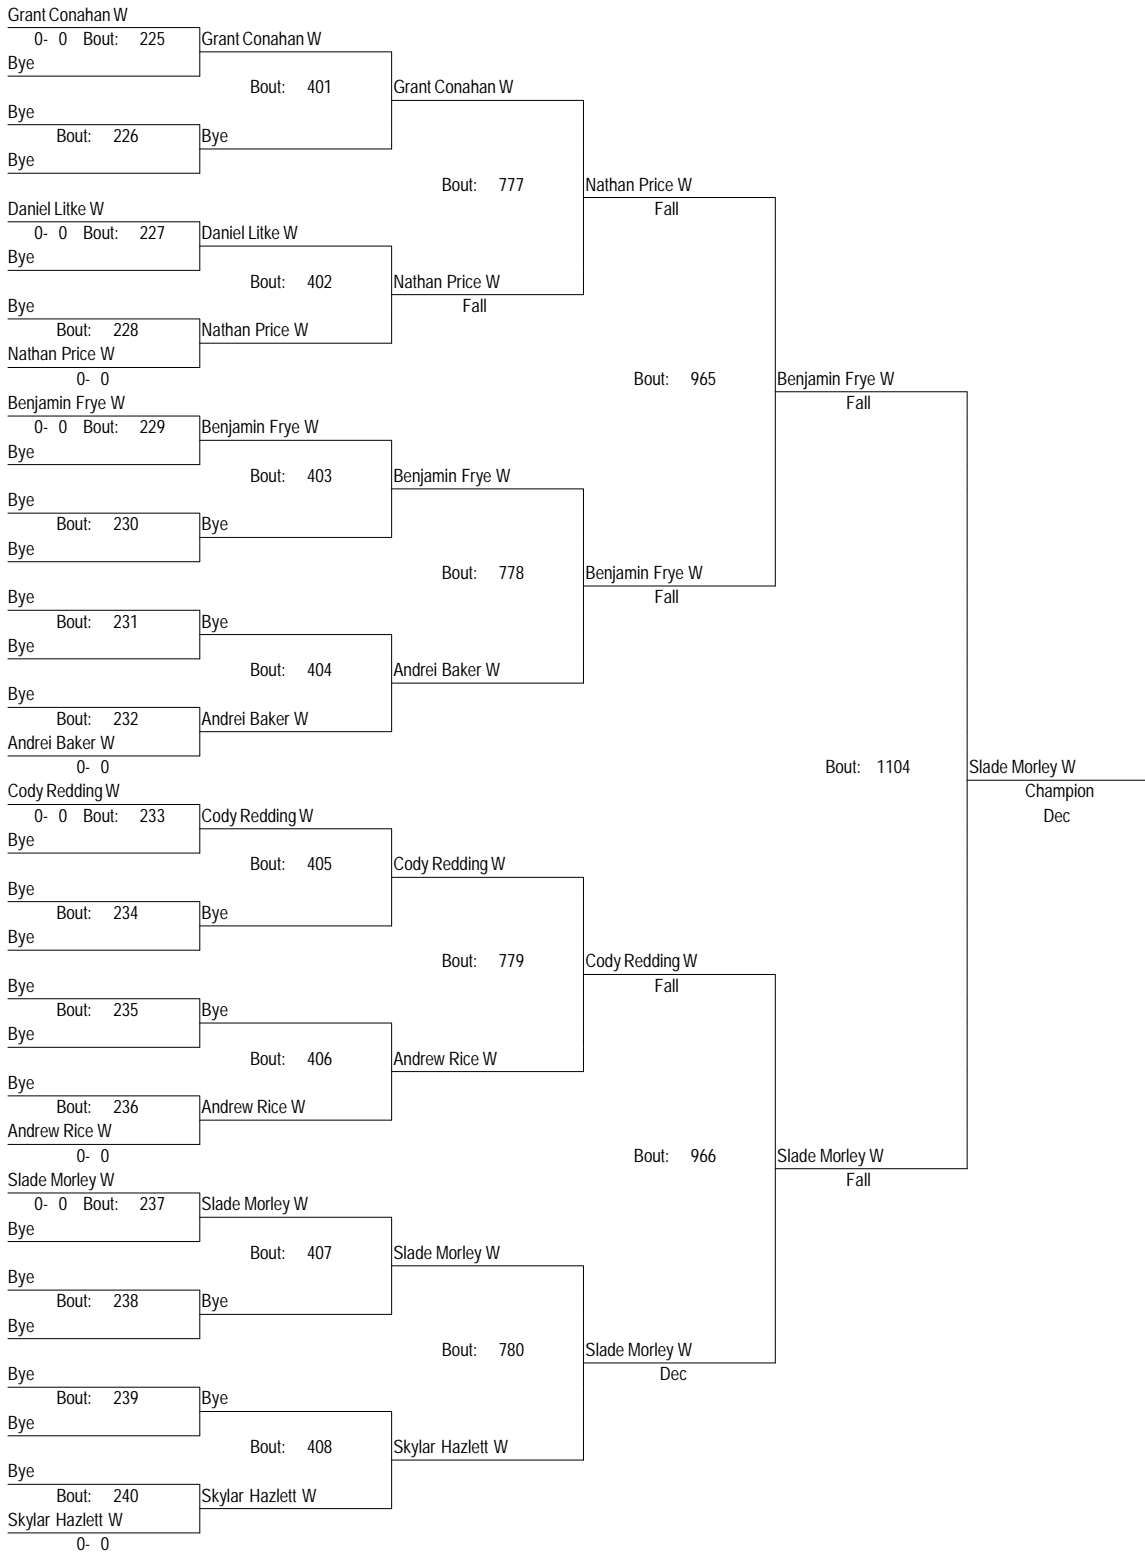 Grant Conahan W
0- 0 Bout: 225 Grant Conahan W
Bye
Bout: 401 Grant Conahan W
Bye
Bout: 226 Bye
Bye
Bout: 777 Nathan Price W
Daniel Litke W Fall
0- 0 Bout: 227 Daniel Litke W
Bye
Bout: 402 Nathan Price W
Bye Fall
Bout: 228 Nathan Price W
Nathan Price W
0- 0 Bout: 965 Benjamin Frye W
Benjamin Frye W Fall
0- 0 Bout: 229 Benjamin Frye W
Bye
Bout: 403 Benjamin Frye W
Bye
Bout: 230 Bye
Bye
Bout: 778 Benjamin Frye W
Bye Fall
Bout: 231 Bye
Bye
Bout: 404 Andrei Baker W
Bye
Bout: 232 Andrei Baker W
Andrei Baker W
0- 0 Bout: 1104 Slade Morley W
Cody Redding W Champion
0- 0 Bout: 233 Cody Redding W Dec
Bye
Bout: 405 Cody Redding W
Bye
Bout: 234 Bye
Bye
Bout: 779 Cody Redding W
Bye Fall
Bout: 235 Bye
Bye
Bout: 406 Andrew Rice W
Bye
Bout: 236 Andrew Rice W
Andrew Rice W
0- 0 Bout: 966 Slade Morley W
Slade Morley W Fall
0- 0 Bout: 237 Slade Morley W
Bye
Bout: 407 Slade Morley W
Bye
Bout: 238 Bye
Bye
Bout: 780 Slade Morley W
Bye Dec
Bout: 239 Bye
Bye
Bout: 408 Skylar Hazlett W
Bye
Bout: 240 Skylar Hazlett W
Skylar Hazlett W
0- 0